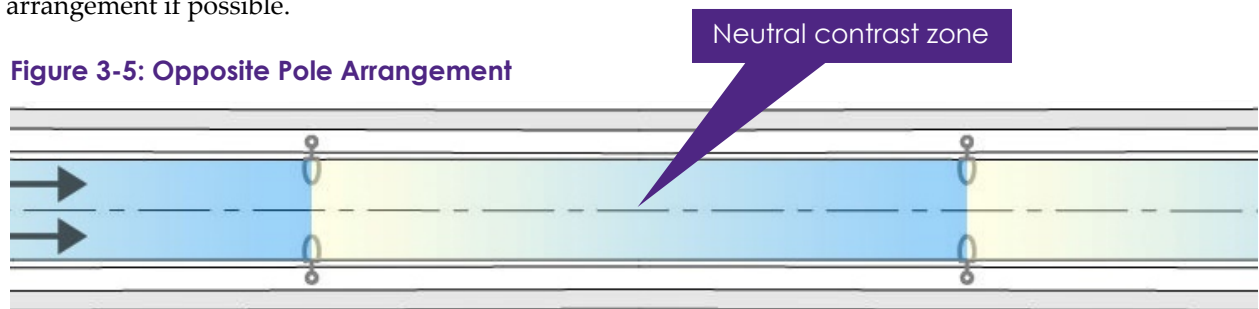 arrangement if possible.
Neutral contrast zone
Figure 3-5: Opposite Pole Arrangement